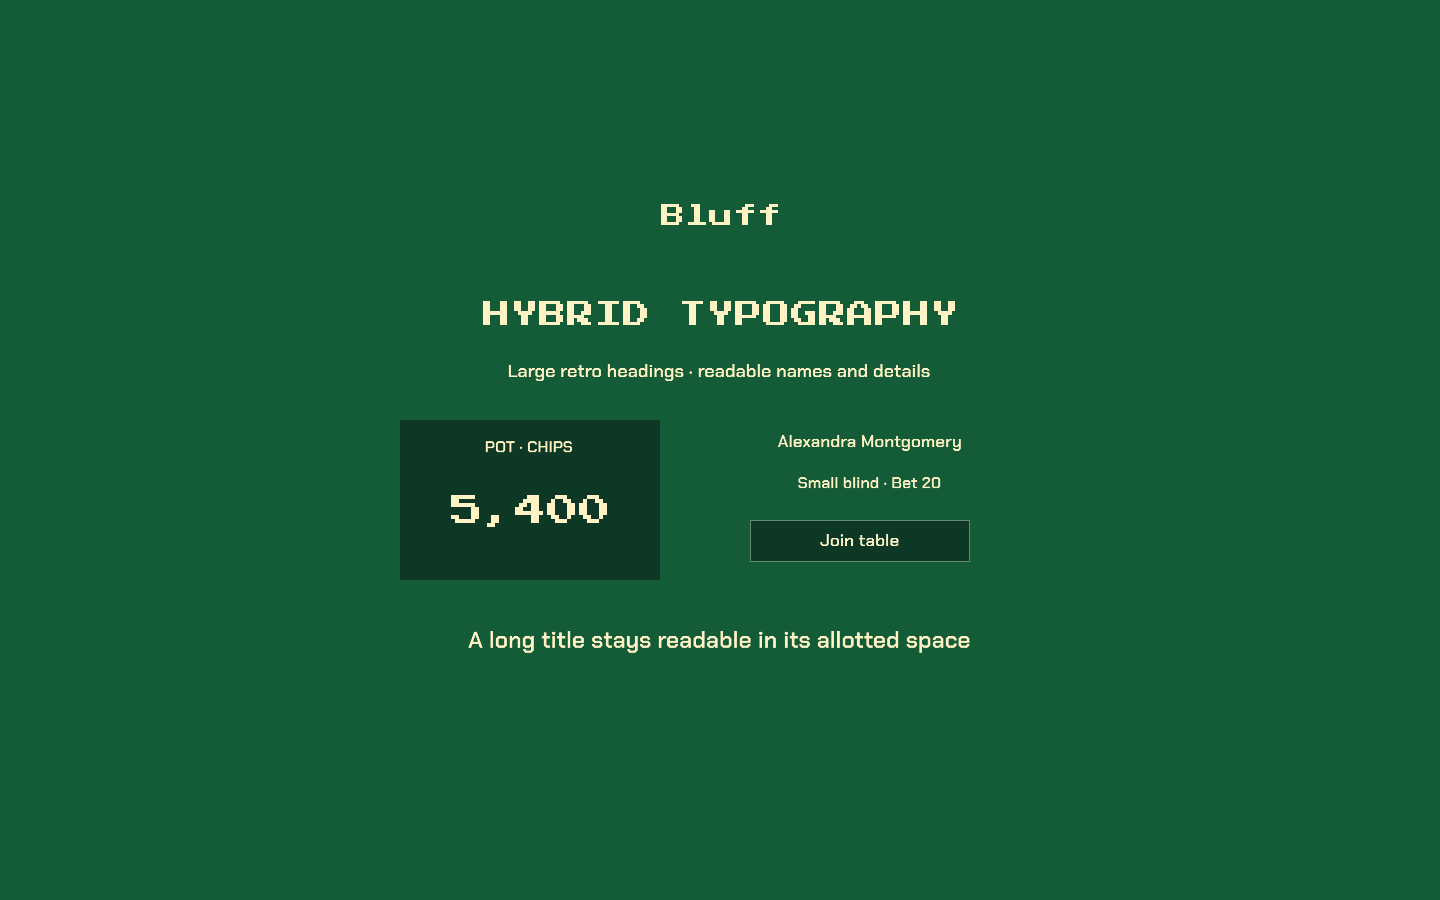 Bluff
HYBRID TYPOGRAPHY
Large retro headings · readable names and details
POT · CHIPS
5,400
Alexandra Montgomery
Small blind · Bet 20
Join table
A long title stays readable in its allotted space